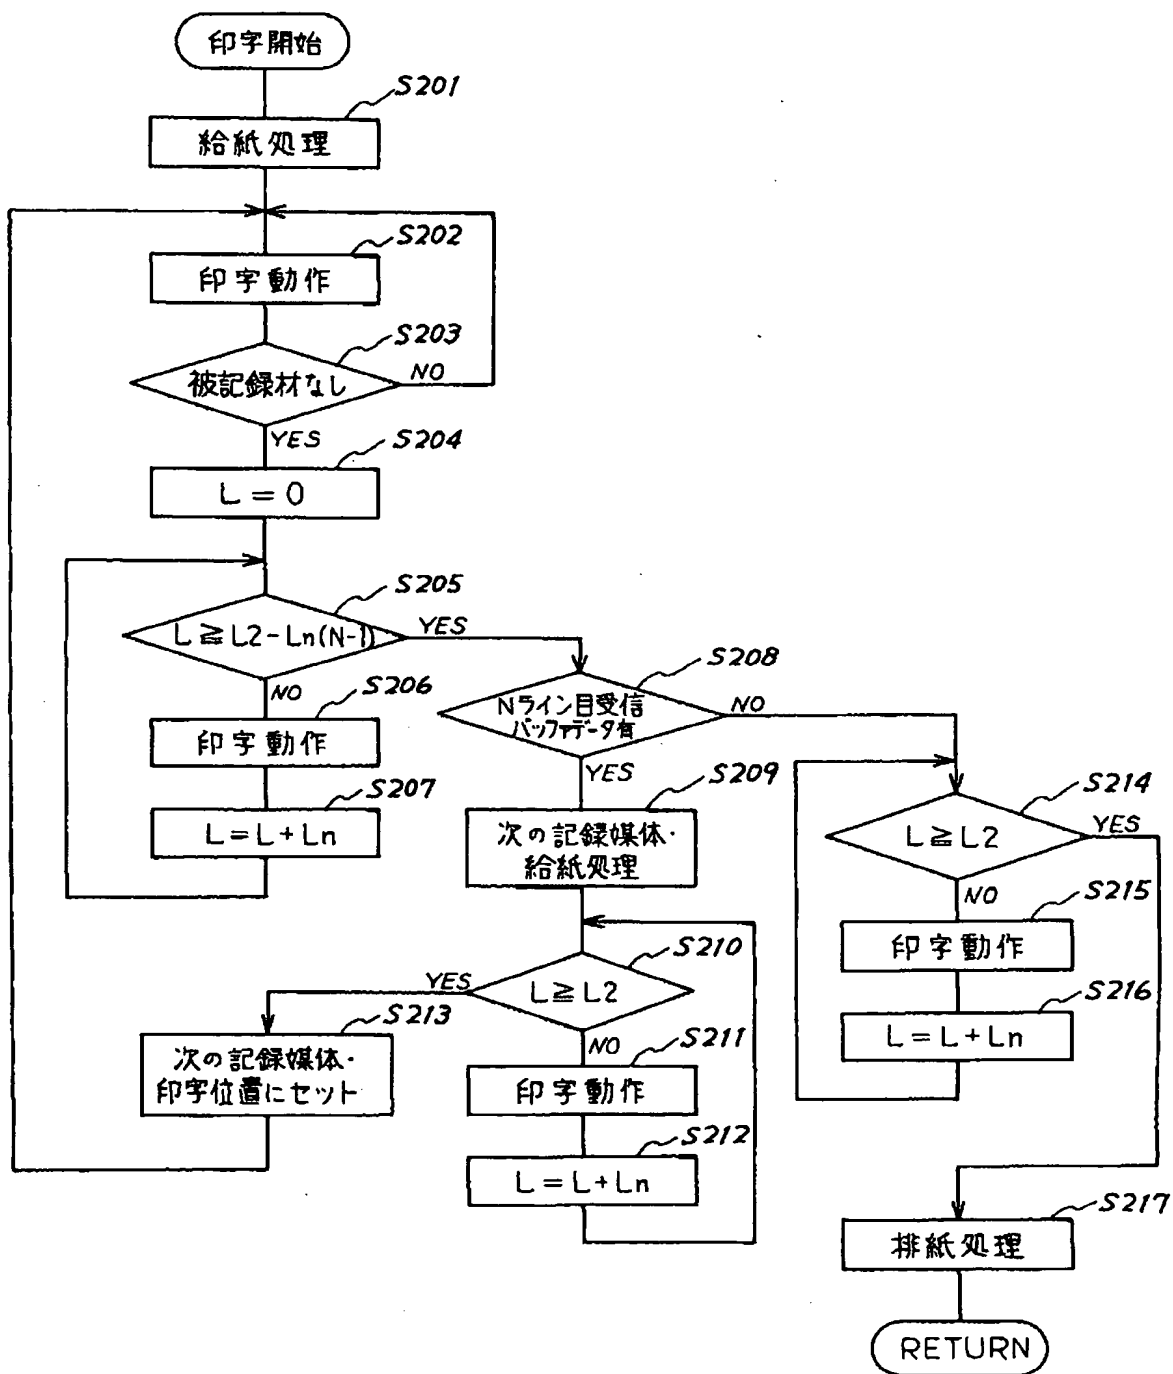 印字開始
S201
給紙処理
S202
印字動作
S203
被記録材なし
NO
YES
S204
L=0
S205
L≧L2-Ln(N-1)
YES
NO
S206
印字動作
S207
L=L+Ln
S208
Nライン目受信
バッファデータ有
NO
YES
S209
次の記録媒体・
給紙処理
S210
L≧L2
YES
NO
S211
印字動作
S212
L=L+Ln
S213
次の記録媒体・
印字位置にセット
S214
L≧L2
YES
NO
S215
印字動作
S216
L=L+Ln
S217
排紙処理
RETURN